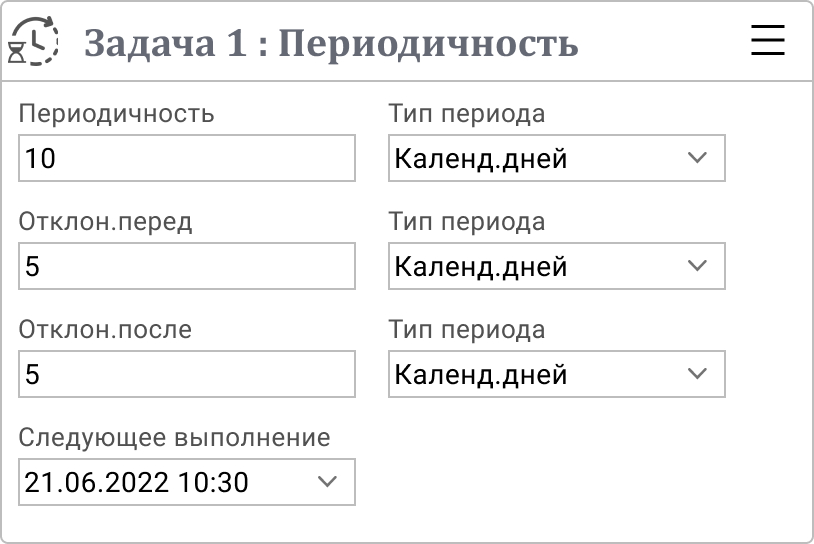 Задача 1 : Периодичность
Периодичность Тип периода
10 Календ.дней
Отклон.перед Тип периода
5 Календ.дней
Отклон.после Тип периода
5 Календ.дней
Следующее выполнение
21.06.2022 10:30